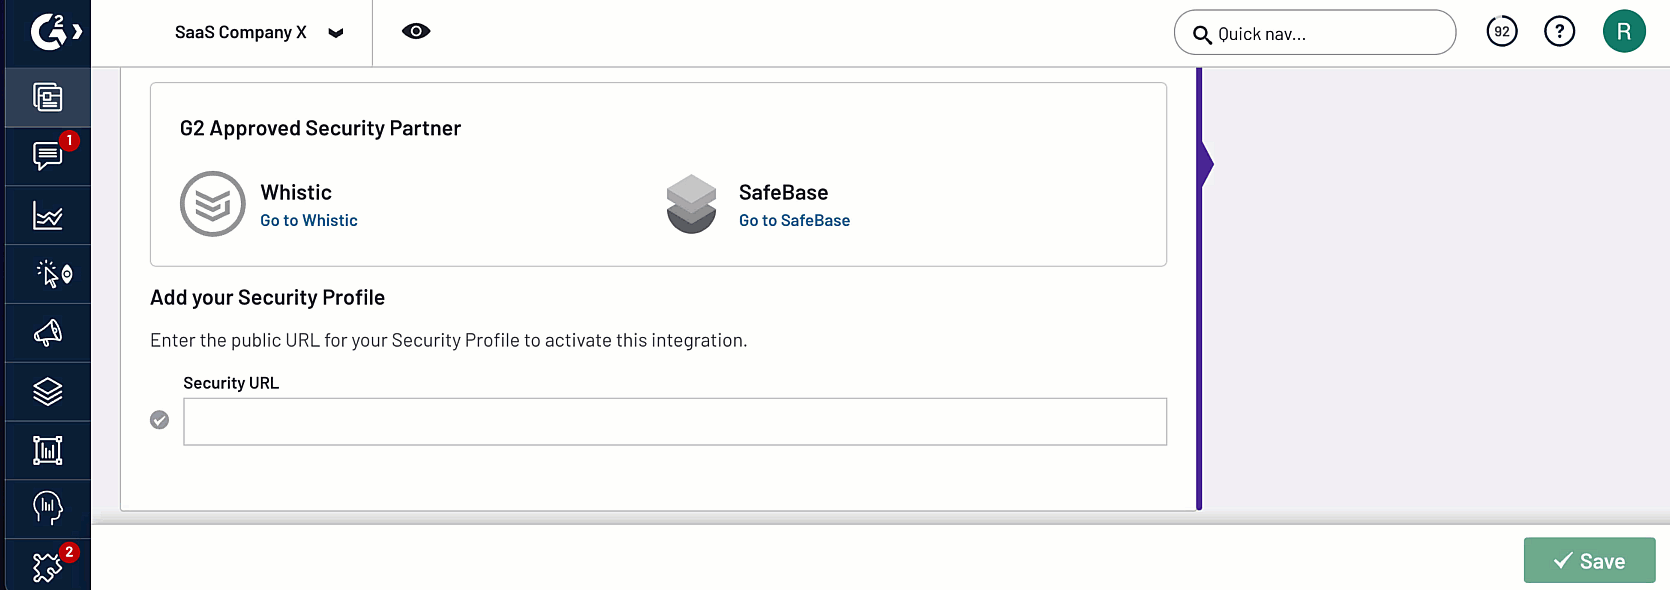 G2
SaaS Company X
Quick nav...
92
?
R
1
G2 Approved Security Partner
Whistic
Go to Whistic
SafeBase
Go to SafeBase
Add your Security Profile
Enter the public URL for your Security Profile to activate this integration.
Security URL
2
Save